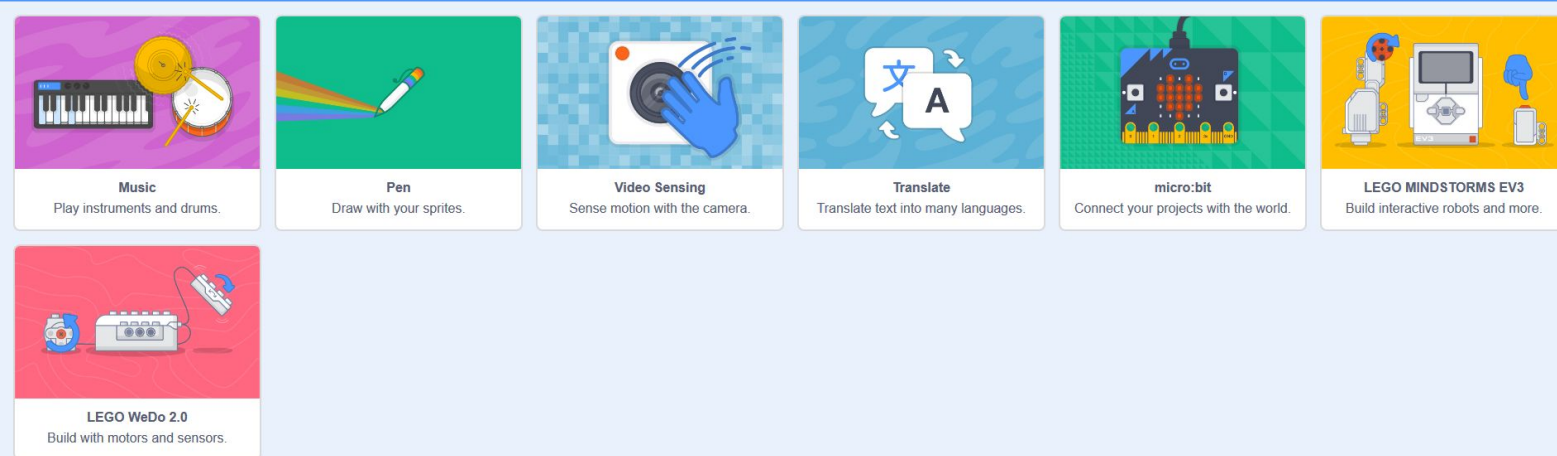 Music
Play instruments and drums.
Pen
Draw with your sprites.
文
A
Video Sensing
Sense motion with the camera.
Translate
Translate text into many languages.
micro:bit
Connect your projects with the world.
EV3
LEGO MINDSTORMS EV3
Build interactive robots and more.
LEGO WeDo 2.0
Build with motors and sensors.